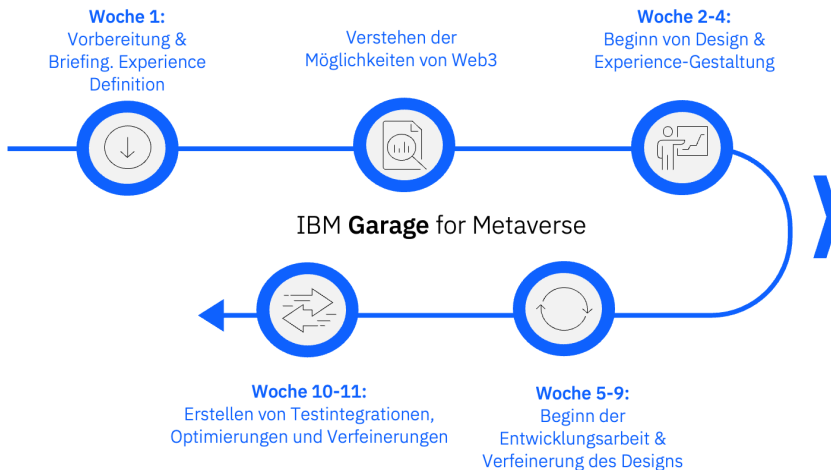 Woche 1:
Vorbereitung &
Briefing. Experience
Definition
Verstehen der
Möglichkeiten von Web3
Woche 2-4:
Beginn von Design &
Experience-Gestaltung
IBM Garage for Metaverse
Woche 10-11:
Erstellen von Testintegrationen,
Optimierungen und Verfeinerungen
Woche 5-9:
Beginn der
Entwicklungsarbeit &
Verfeinerung des Designs